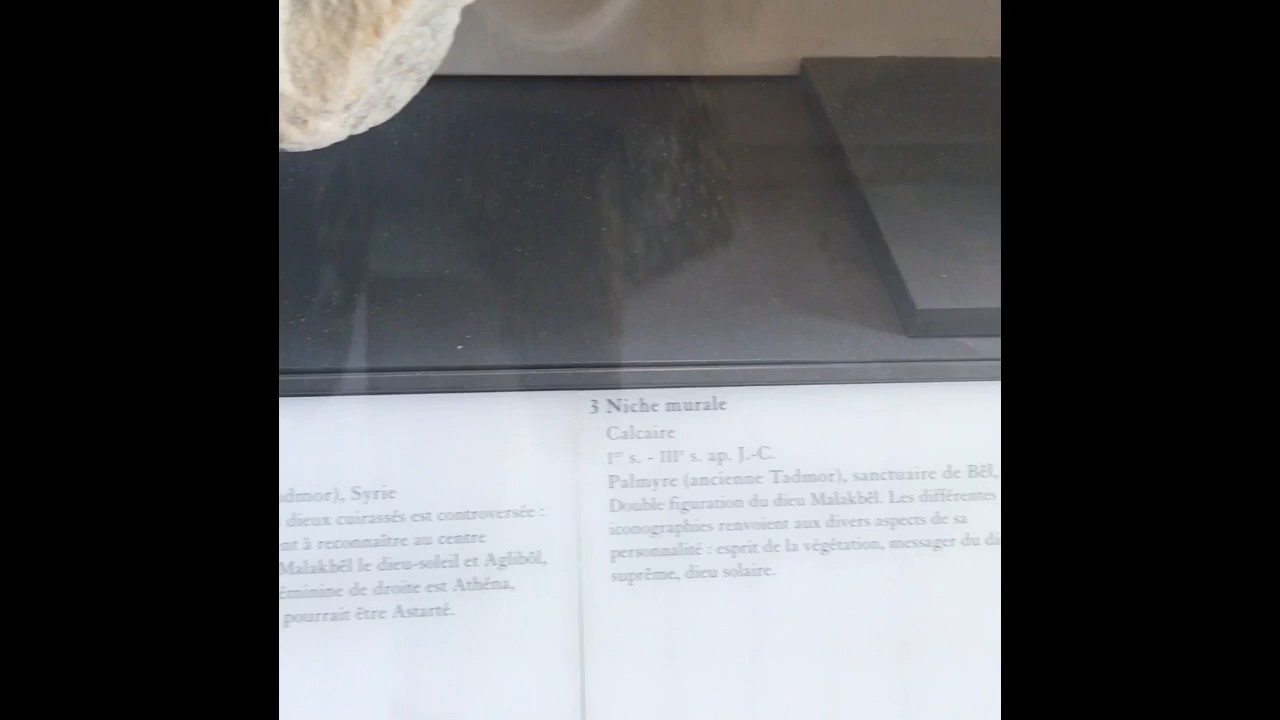 admor), Syrie
dieux cuirassés est controversée :
nt à reconnaître au centre
Malakbêl le dieu-soleil et Aglibôl,
éminine de droite est Athéna,
pourrait être Astarté.
3 Niche murale
Calcaire
Iᵉʳ s. - IIIᵉ s. ap. J.-C.
Palmyre (ancienne Tadmor), sanctuaire de Bêl,
Double figuration du dieu Malakbêl. Les différentes
iconographies renvoient aux divers aspects de sa
personnalité : esprit de la végétation, messager du di
suprême, dieu solaire.